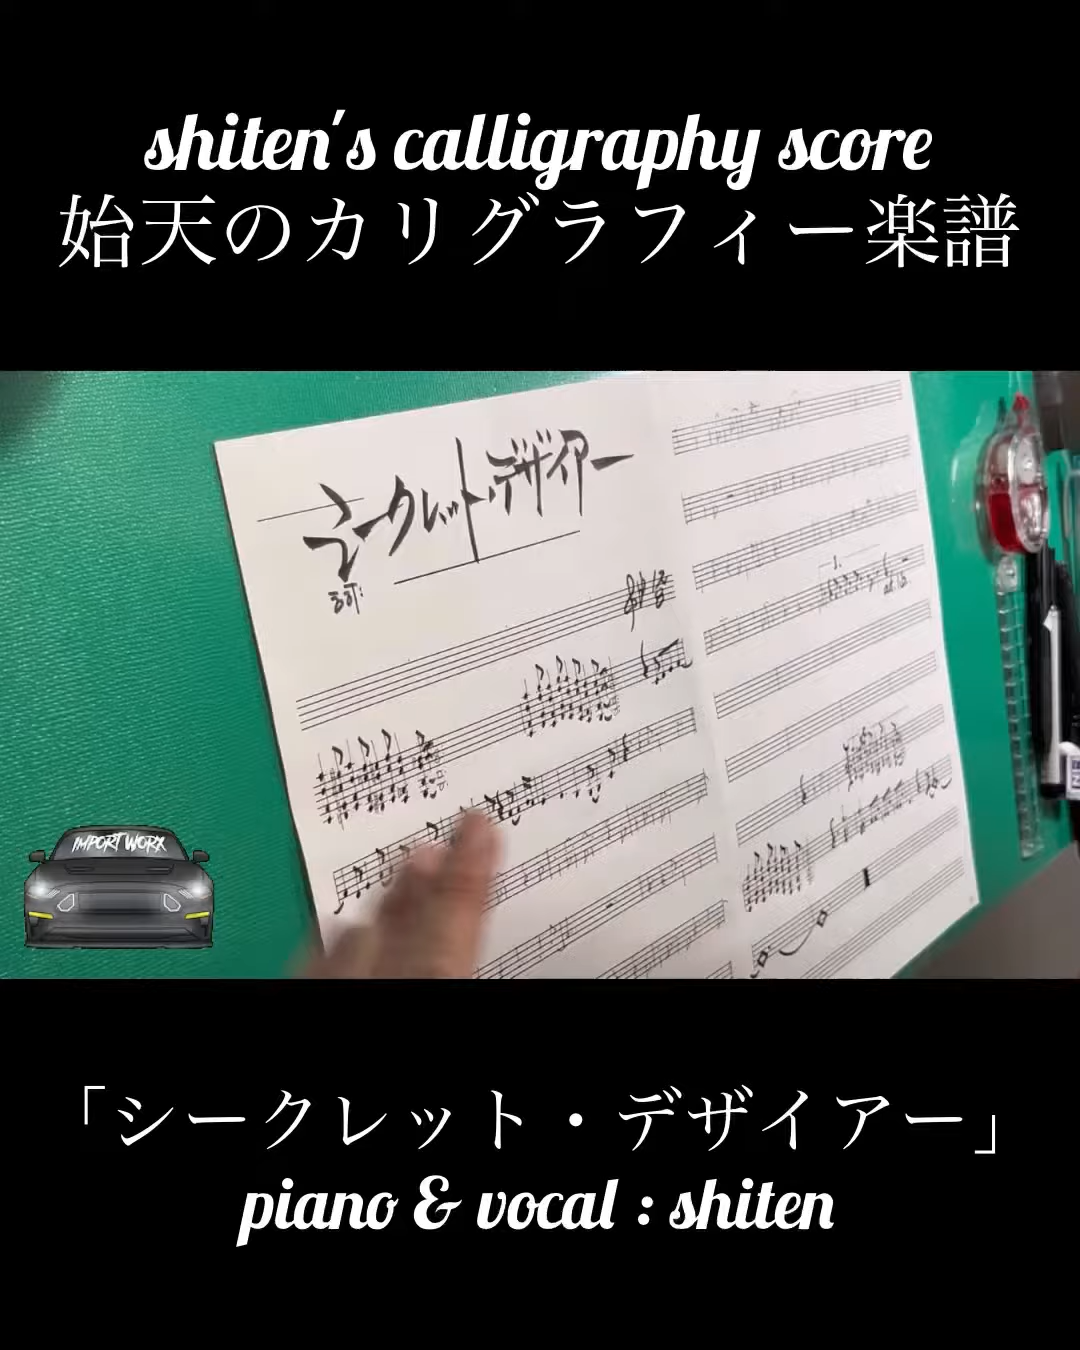 shiten's calligraphy score
始天のカリグラフィー楽譜
シークレット・デザイアー
詞:
IMPORT WORX
「シークレット・デザイアー」
piano & vocal : shiten